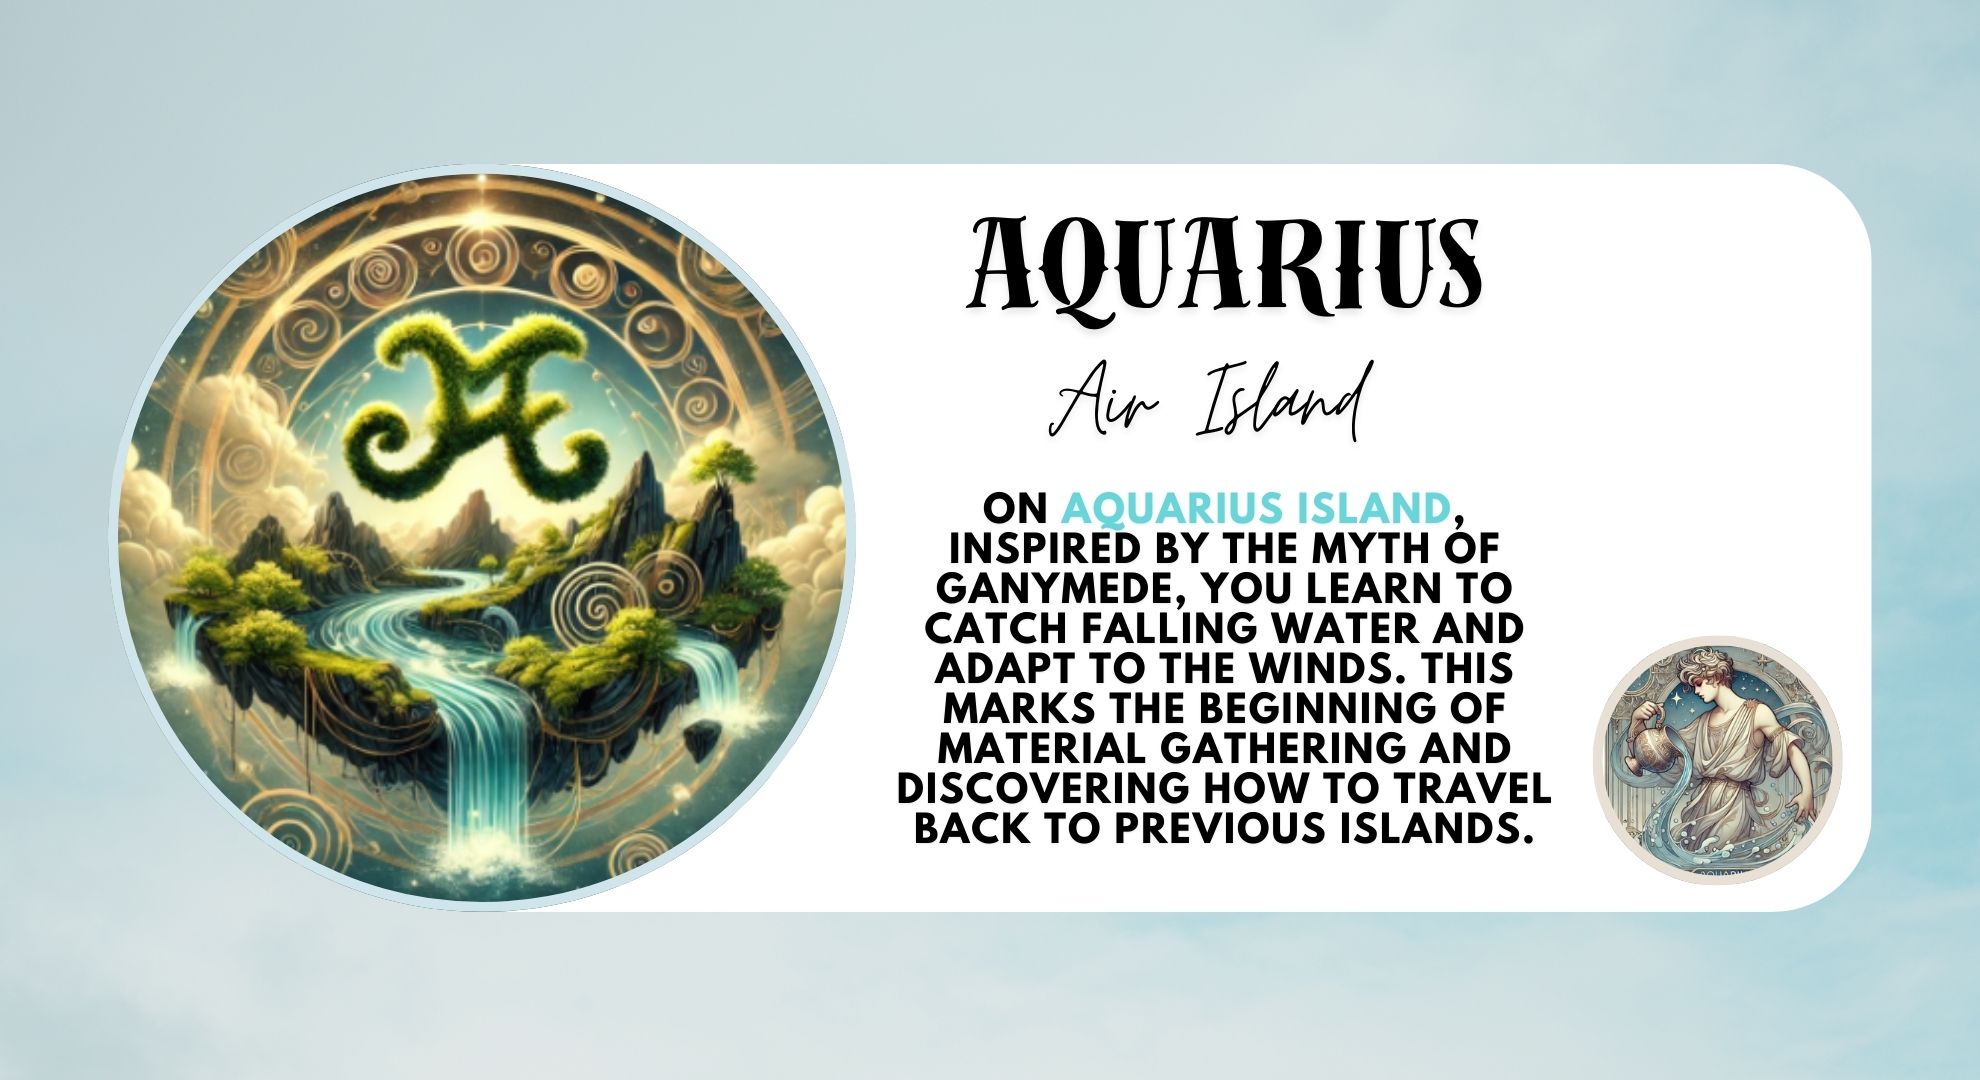 AQUARIUS
Air Island
ON AQUARIUS ISLAND,
INSPIRED BY THE MYTH OF
GANYMEDE, YOU LEARN TO
CATCH FALLING WATER AND
ADAPT TO THE WINDS. THIS
MARKS THE BEGINNING OF
MATERIAL GATHERING AND
DISCOVERING HOW TO TRAVEL
BACK TO PREVIOUS ISLANDS.